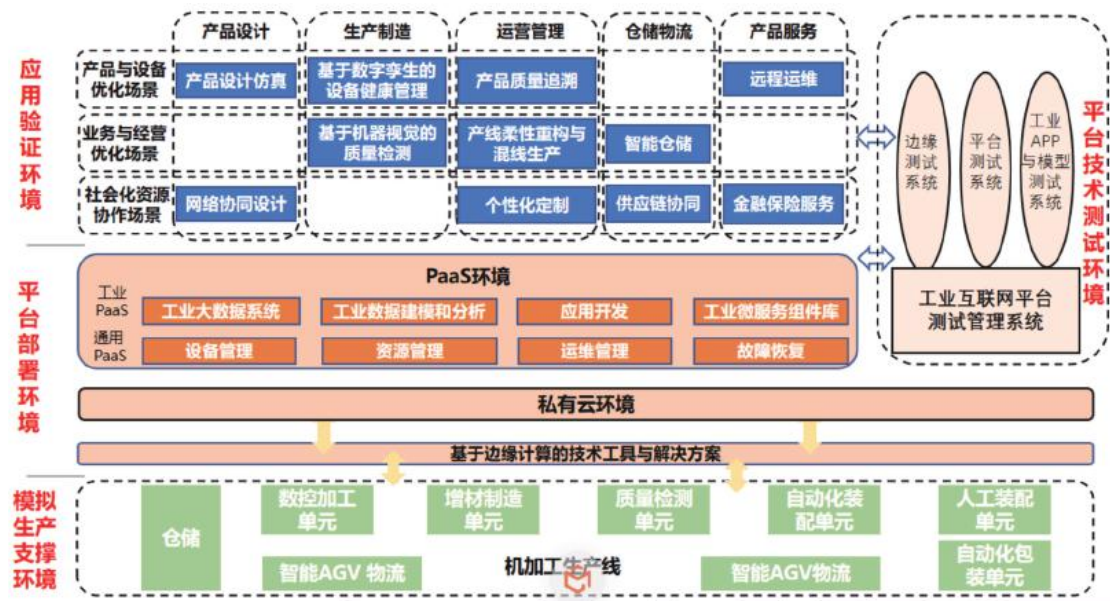 产品设计
生产制造
运营管理
仓储物流
产品服务
应用验证环境
产品与设备
优化场景
产品设计仿真
基于数字孪生的
设备健康管理
产品质量追溯
远程运维
业务与经营
优化场景
基于机器视觉的
质量检测
产线柔性重构与
混线生产
智能仓储
社会化资源
协作场景
网络协同设计
个性化定制
供应链协同
金融保险服务
边缘
测试
系统
平台
测试
系统
工业
APP
与模型
测试
系统
平台技术测试环境
工业互联网平台
测试管理系统
平台部署环境
PaaS环境
工业
PaaS
工业大数据系统
工业数据建模和分析
应用开发
工业微服务组件库
通用
PaaS
设备管理
资源管理
运维管理
故障恢复
私有云环境
基于边缘计算的技术工具与解决方案
模拟
生产
支撑
环境
仓储
数控加工
单元
增材制造
单元
质量检测
单元
自动化装
配单元
人工装配
单元
智能AGV 物流
机加工生产线
智能AGV物流
自动化包
装单元